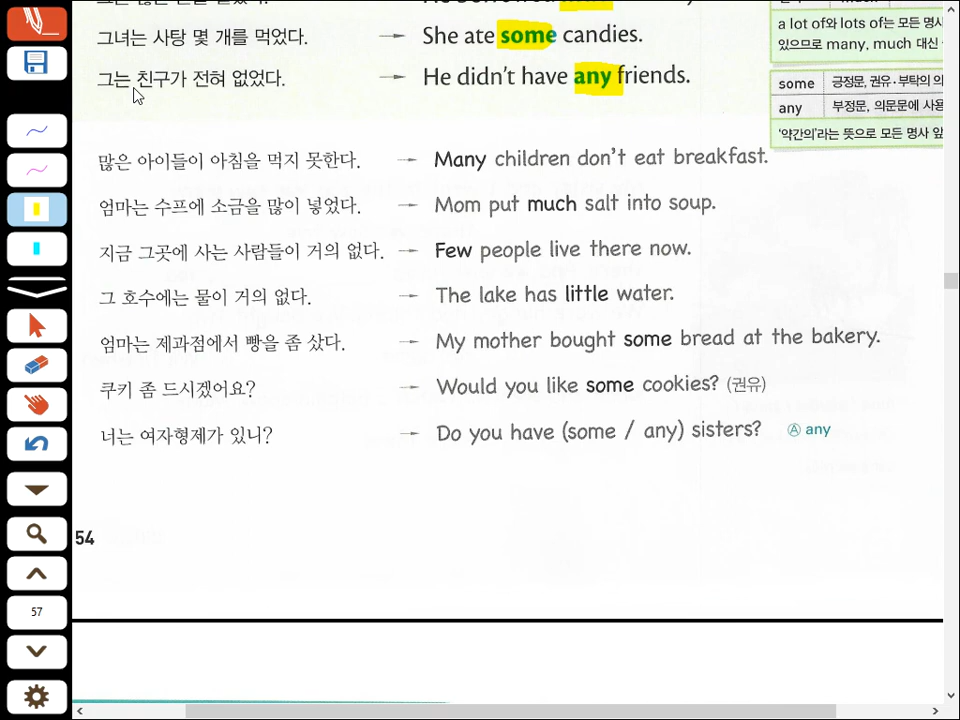 그녀는 사탕 몇 개를 먹었다. → She ate some candies.
그는 친구가 전혀 없었다. → He didn't have any friends.
a lot of와 lots of는 모든 명사
있으므로 many, much 대신
some 긍정문, 권유·부탁의 의
any 부정문, 의문문에 사용
'약간의'라는 뜻으로 모든 명사 앞
많은 아이들이 아침을 먹지 못한다. → Many children don't eat breakfast.
엄마는 수프에 소금을 많이 넣었다. → Mom put much salt into soup.
지금 그곳에 사는 사람들이 거의 없다. → Few people live there now.
그 호수에는 물이 거의 없다. → The lake has little water.
엄마는 제과점에서 빵을 좀 샀다. → My mother bought some bread at the bakery.
쿠키 좀 드시겠어요? → Would you like some cookies? (권유)
너는 여자형제가 있니? → Do you have (some / any) sisters? Ⓐ any
54
57